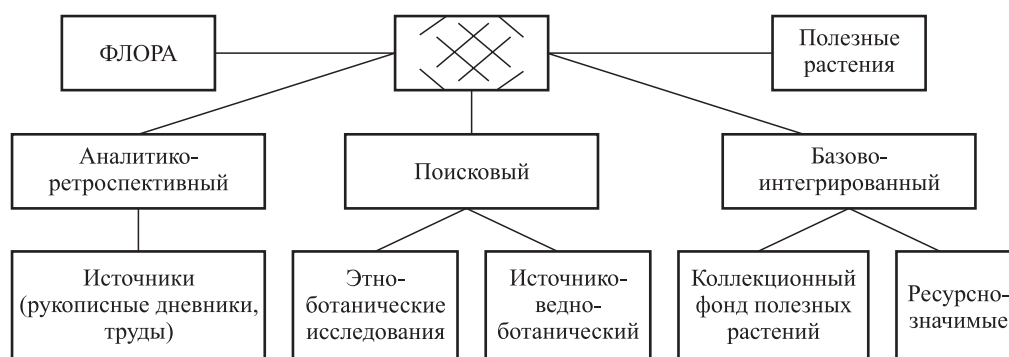 ФЛОРА
Полезные
растения
Аналитико-
ретроспективный
Поисковый
Базово-
интегрированный
Источники
(рукописные дневники,
труды)
Этно-
ботанические
исследования
Источнико-
ведно-
ботанический
Коллекционный
фонд полезных
растений
Ресурсно-
значимые